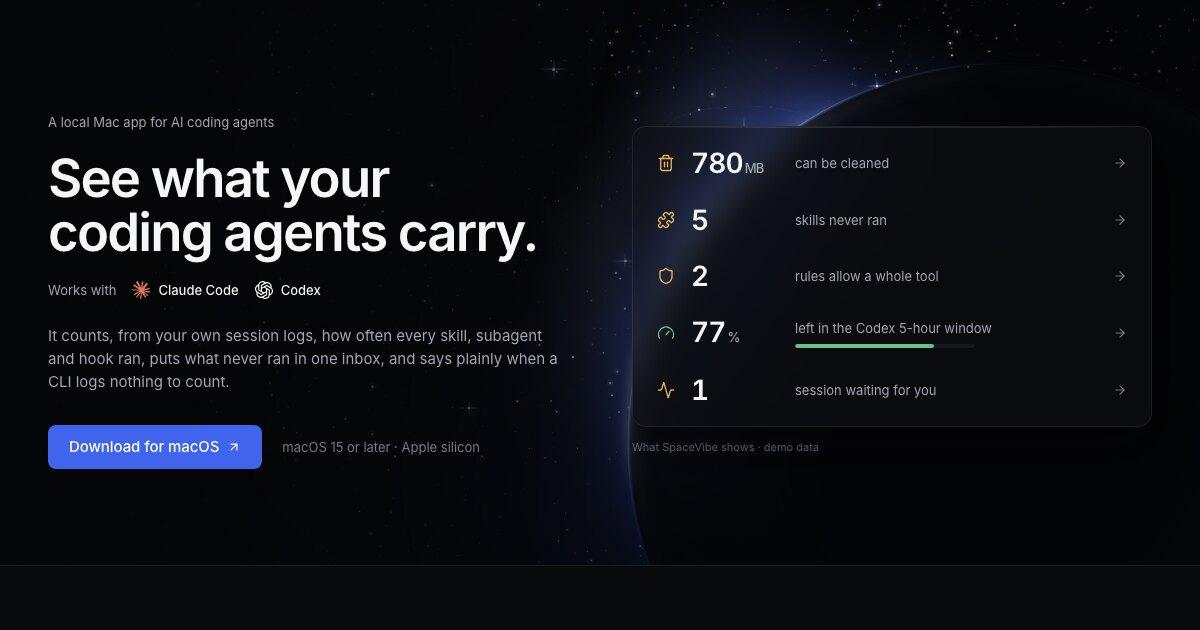 A local Mac app for AI coding agents
See what your
coding agents carry.
Works with Claude Code Codex
It counts, from your own session logs, how often every skill, subagent
and hook ran, puts what never ran in one inbox, and says plainly when a
CLI logs nothing to count.
Download for macOS
macOS 15 or later · Apple silicon
780 MB can be cleaned
5 skills never ran
2 rules allow a whole tool
77 % left in the Codex 5-hour window
1 session waiting for you
What SpaceVibe shows · demo data